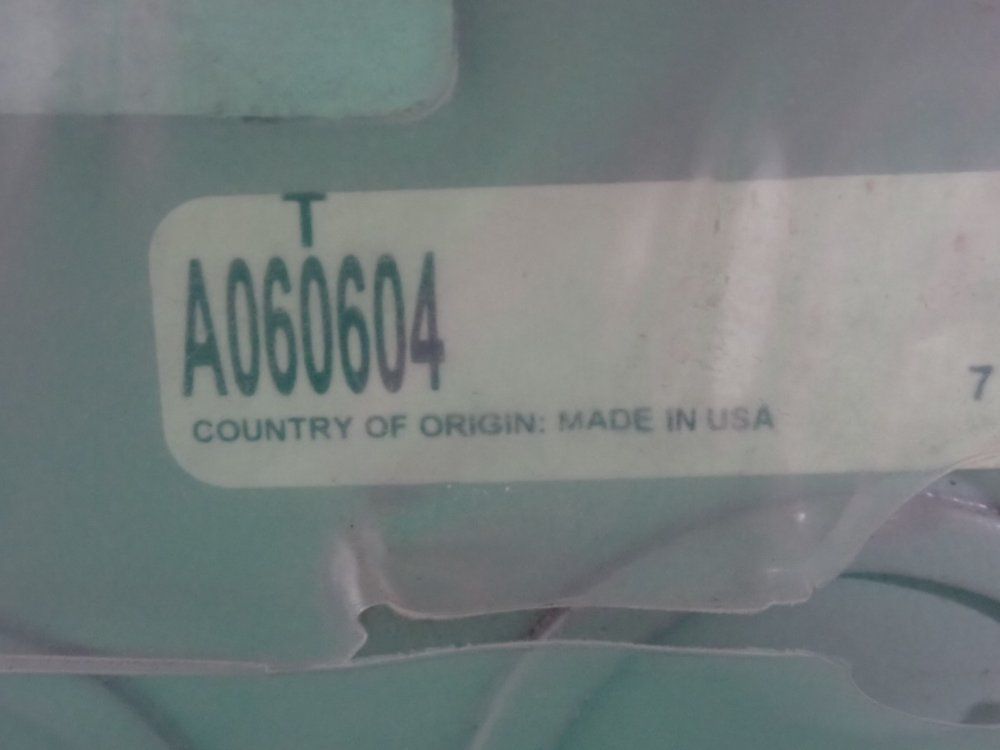 T
A060604
COUNTRY OF ORIGIN: MADE IN USA
7